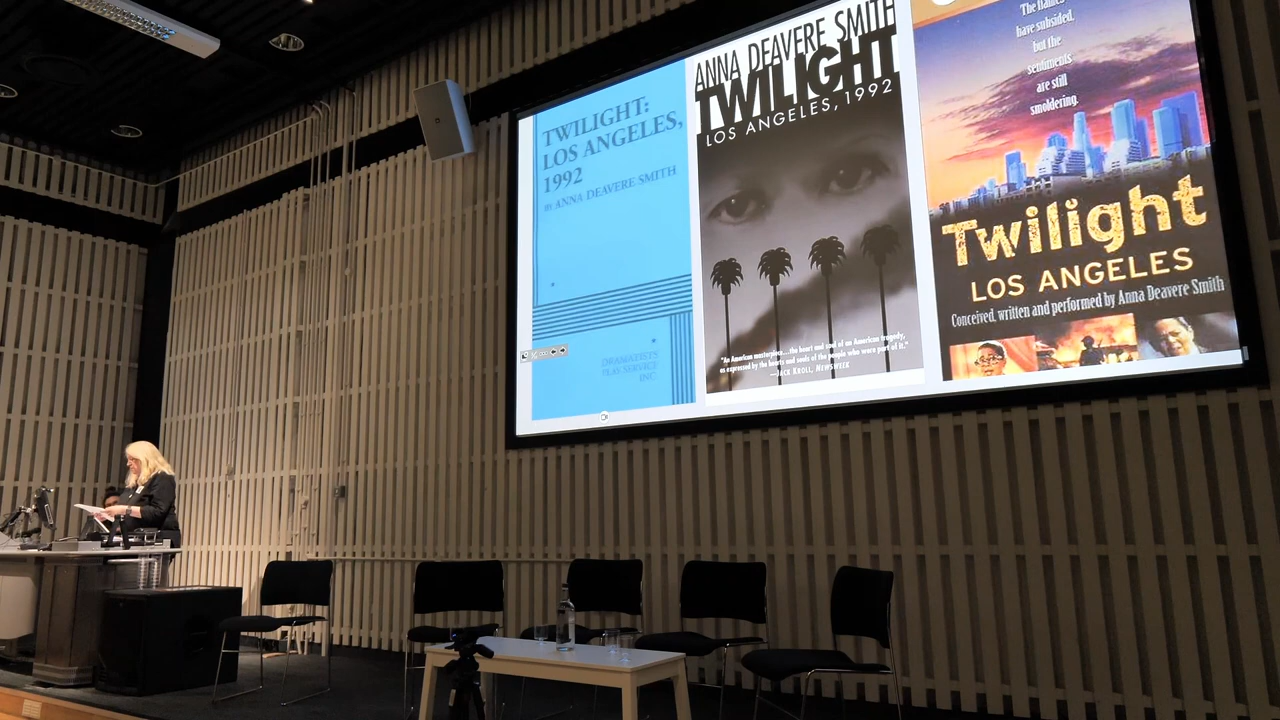 TWILIGHT:
LOS ANGELES,
1992
BY ANNA DEAVERE SMITH
DRAMATISTS
PLAY SERVICE
INC.
ANNA DEAVERE SMITH
TWILIGHT
LOS ANGELES, 1992
"An American masterpiece...the heart and soul of an American tragedy,
as expressed by the hearts and souls of the people who were part of it."
—JACK KROLL, NEWSWEEK
The flames
have subsided,
but the
sentiments
are still
smoldering.
Twilight
LOS ANGELES
Conceived, written and performed by Anna Deavere Smith